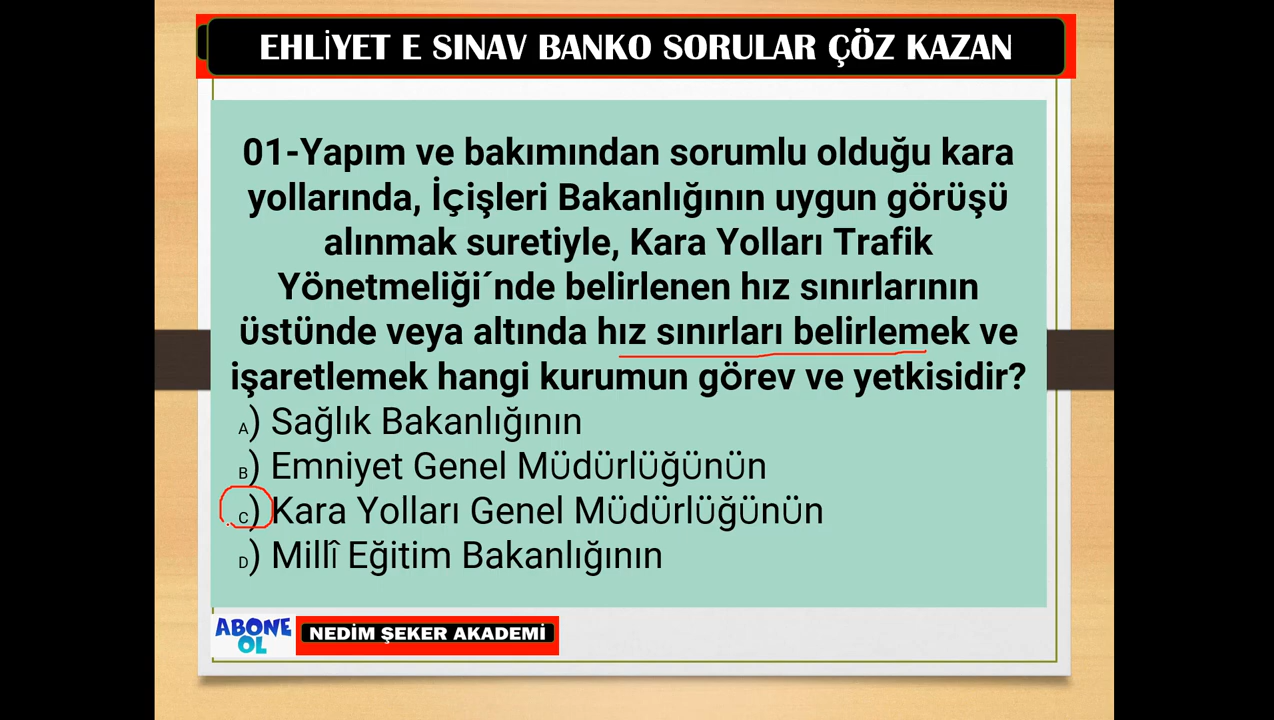 EHLİYET E SINAV BANKO SORULAR ÇÖZ KAZAN
01-Yapım ve bakımından sorumlu olduğu kara
yollarında, İçişleri Bakanlığının uygun görüşü
alınmak suretiyle, Kara Yolları Trafik
Yönetmeliği´nde belirlenen hız sınırlarının
üstünde veya altında hız sınırları belirlemek ve
işaretlemek hangi kurumun görev ve yetkisidir?
A) Sağlık Bakanlığının
B) Emniyet Genel Müdürlüğünün
C) Kara Yolları Genel Müdürlüğünün
D) Millî Eğitim Bakanlığının
ABONE
OL
NEDİM ŞEKER AKADEMİ